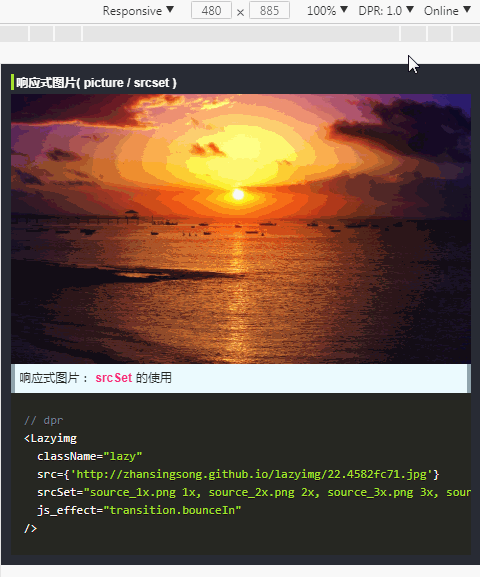 Responsive ▼ 480 × 885 100% ▼ DPR: 1.0 ▼ Online ▼
响应式图片( picture / srcset )
响应式图片： srcSet 的使用
// dpr
<Lazyimg
className="lazy"
src={'http://zhansingsong.github.io/lazyimg/22.4582fc71.jpg'}
srcSet="source_1x.png 1x, source_2x.png 2x, source_3x.png 3x, sour
js_effect="transition.bounceIn"
/>